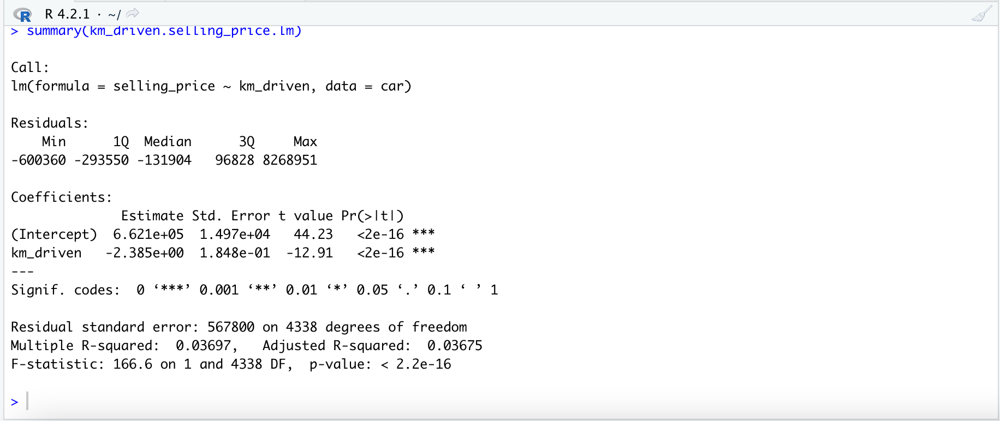 R 4.2.1 · ~/
> summary(km_driven.selling_price.lm)
Call:
lm(formula = selling_price ~ km_driven, data = car)
Residuals:
    Min      1Q  Median      3Q     Max
-600360 -293550 -131904   96828 8268951
Coefficients:
              Estimate Std. Error t value Pr(>|t|)
(Intercept)  6.621e+05  1.497e+04   44.23   <2e-16 ***
km_driven   -2.385e+00  1.848e-01  -12.91   <2e-16 ***
---
Signif. codes:  0 ‘***’ 0.001 ‘**’ 0.01 ‘*’ 0.05 ‘.’ 0.1 ‘ ’ 1
Residual standard error: 567800 on 4338 degrees of freedom
Multiple R-squared:  0.03697,   Adjusted R-squared:  0.03675
F-statistic: 166.6 on 1 and 4338 DF,  p-value: < 2.2e-16
>